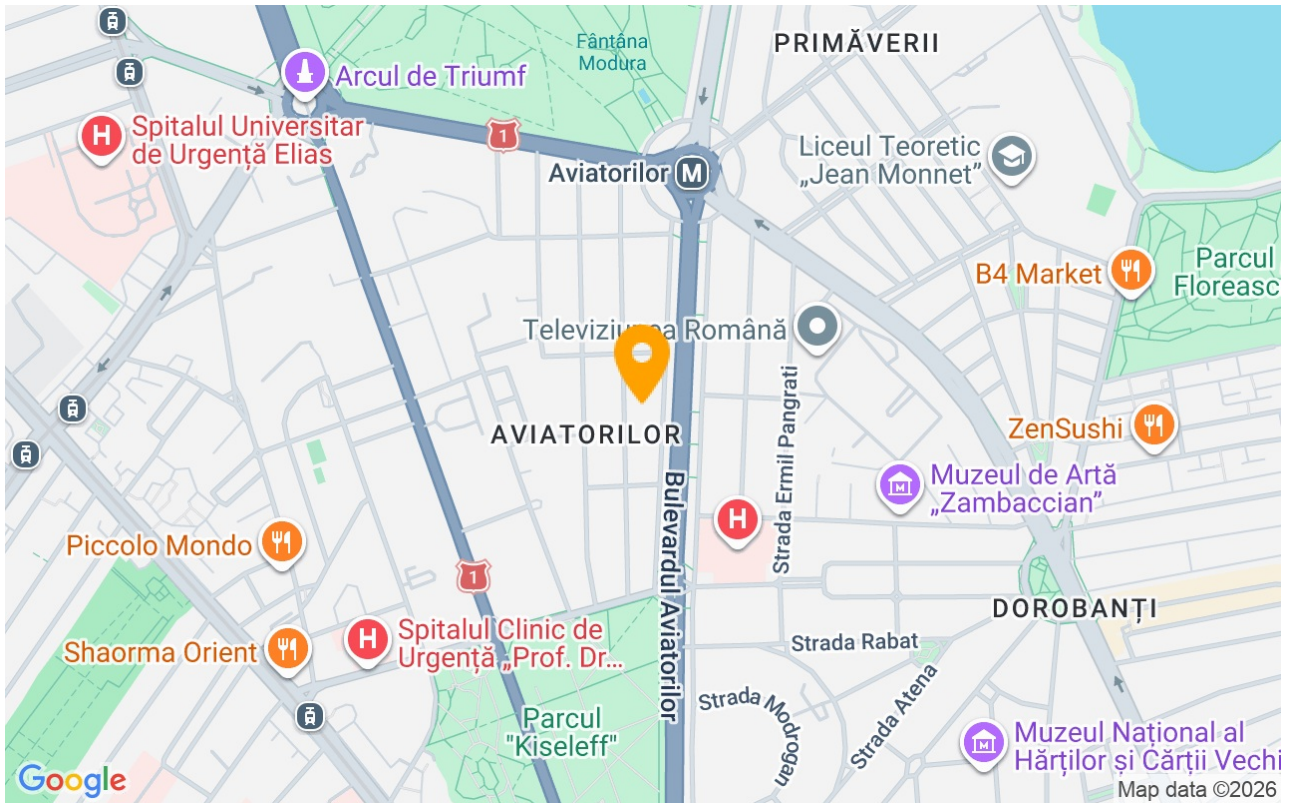 Fântâna
Modura
PRIMĂVERII
Arcul de Triumf
Spitalul Universitar
de Urgență Elias
1
Liceul Teoretic
„Jean Monnet”
Aviatorilor
M
H
B4 Market
Parcul
Floreasc
Televiziunea Română
AVIATORILOR
ZenSushi
Strada Ermil Pangrati
Muzeul de Artă
„Zambaccian”
H
Bulevardul Aviatorilor
Piccolo Mondo
1
DOROBANȚI
Spitalul Clinic de
Urgență „Prof. Dr...
H
Shaorma Orient
Strada Rabat
Strada Atena
Strada Modrogan
Parcul
"Kiseleff"
Muzeul Național al
Hărților și Cărții Vechi
Google
Map data ©2026